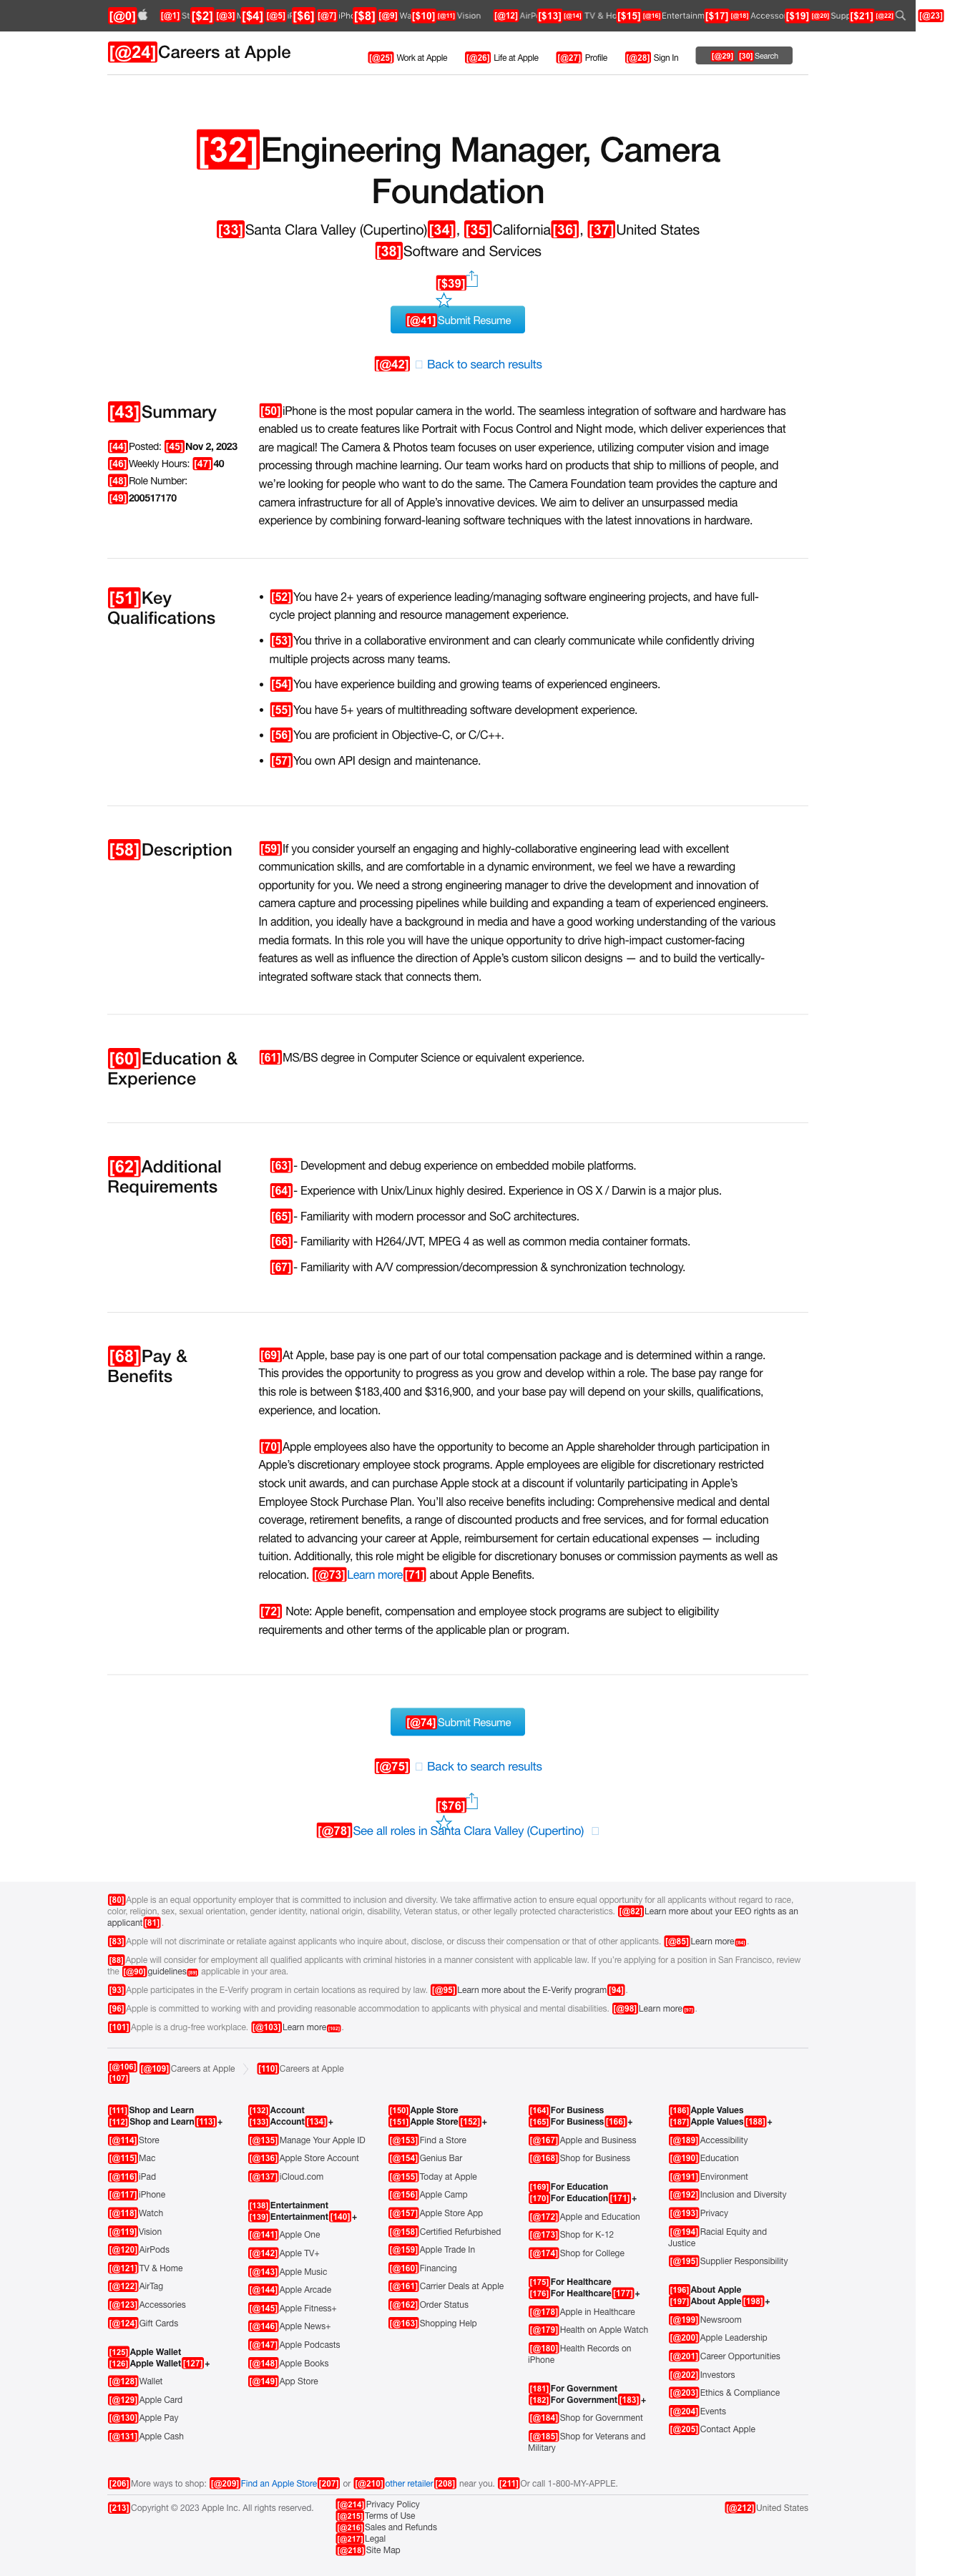 [@0] [@1] St [$2] [@3] M [$4] [@5] iP [$6] [@7] iPho [$8] [@9] Wa [$10] [@11] Vision [@12] AirP [$13] [@14] TV & Ho [$15] [@16] Entertainm [$17] [@18] Accesso [$19] [@20] Supp [$21] [@22] [@23]
[@24]Careers at Apple
[@25] Work at Apple [@26] Life at Apple [@27] Profile [@28] Sign In [@29] [30] Search
[32]Engineering Manager, Camera
Foundation
[33]Santa Clara Valley (Cupertino)[34], [35]California[36], [37]United States
[38]Software and Services
[$39]
[@41]Submit Resume
[@42] Back to search results
[43]Summary
[44]Posted: [45]Nov 2, 2023
[46]Weekly Hours: [47]40
[48]Role Number:
[49]200517170
[50]iPhone is the most popular camera in the world. The seamless integration of software and hardware has
enabled us to create features like Portrait with Focus Control and Night mode, which deliver experiences that
are magical! The Camera & Photos team focuses on user experience, utilizing computer vision and image
processing through machine learning. Our team works hard on products that ship to millions of people, and
we're looking for people who want to do the same. The Camera Foundation team provides the capture and
camera infrastructure for all of Apple's innovative devices. We aim to deliver an unsurpassed media
experience by combining forward-leaning software techniques with the latest innovations in hardware.
[51]Key
Qualifications
• [52]You have 2+ years of experience leading/managing software engineering projects, and have full-
cycle project planning and resource management experience.
• [53]You thrive in a collaborative environment and can clearly communicate while confidently driving
multiple projects across many teams.
• [54]You have experience building and growing teams of experienced engineers.
• [55]You have 5+ years of multithreading software development experience.
• [56]You are proficient in Objective-C, or C/C++.
• [57]You own API design and maintenance.
[58]Description
[59]If you consider yourself an engaging and highly-collaborative engineering lead with excellent
communication skills, and are comfortable in a dynamic environment, we feel we have a rewarding
opportunity for you. We need a strong engineering manager to drive the development and innovation of
camera capture and processing pipelines while building and expanding a team of experienced engineers.
In addition, you ideally have a background in media and have a good working understanding of the various
media formats. In this role you will have the unique opportunity to drive high-impact customer-facing
features as well as influence the direction of Apple's custom silicon designs — and to build the vertically-
integrated software stack that connects them.
[60]Education &
Experience
[61]MS/BS degree in Computer Science or equivalent experience.
[62]Additional
Requirements
[63]- Development and debug experience on embedded mobile platforms.
[64]- Experience with Unix/Linux highly desired. Experience in OS X / Darwin is a major plus.
[65]- Familiarity with modern processor and SoC architectures.
[66]- Familiarity with H264/JVT, MPEG 4 as well as common media container formats.
[67]- Familiarity with A/V compression/decompression & synchronization technology.
[68]Pay &
Benefits
[69]At Apple, base pay is one part of our total compensation package and is determined within a range.
This provides the opportunity to progress as you grow and develop within a role. The base pay range for
this role is between $183,400 and $316,900, and your base pay will depend on your skills, qualifications,
experience, and location.
[70]Apple employees also have the opportunity to become an Apple shareholder through participation in
Apple's discretionary employee stock programs. Apple employees are eligible for discretionary restricted
stock unit awards, and can purchase Apple stock at a discount if voluntarily participating in Apple's
Employee Stock Purchase Plan. You'll also receive benefits including: Comprehensive medical and dental
coverage, retirement benefits, a range of discounted products and free services, and for formal education
related to advancing your career at Apple, reimbursement for certain educational expenses — including
tuition. Additionally, this role might be eligible for discretionary bonuses or commission payments as well as
relocation. [@73]Learn more[71] about Apple Benefits.
[72] Note: Apple benefit, compensation and employee stock programs are subject to eligibility
requirements and other terms of the applicable plan or program.
[@74]Submit Resume
[@75] Back to search results
[$76]
[@78]See all roles in Santa Clara Valley (Cupertino)
[80]Apple is an equal opportunity employer that is committed to inclusion and diversity. We take affirmative action to ensure equal opportunity for all applicants without regard to race,
color, religion, sex, sexual orientation, gender identity, national origin, disability, Veteran status, or other legally protected characteristics. [@82]Learn more about your EEO rights as an
applicant[81].
[83]Apple will not discriminate or retaliate against applicants who inquire about, disclose, or discuss their compensation or that of other applicants. [@85]Learn more[84].
[88]Apple will consider for employment all qualified applicants with criminal histories in a manner consistent with applicable law. If you're applying for a position in San Francisco, review
the [@90]guidelines[89] applicable in your area.
[93]Apple participates in the E-Verify program in certain locations as required by law. [@95]Learn more about the E-Verify program[94].
[96]Apple is committed to working with and providing reasonable accommodation to applicants with physical and mental disabilities. [@98]Learn more[97].
[101]Apple is a drug-free workplace. [@103]Learn more[102].
[@106]
[107]
[@109]Careers at Apple [110]Careers at Apple
[111]Shop and Learn
[112]Shop and Learn[113]+
[@114]Store
[@115]Mac
[@116]iPad
[@117]iPhone
[@118]Watch
[@119]Vision
[@120]AirPods
[@121]TV & Home
[@122]AirTag
[@123]Accessories
[@124]Gift Cards
[125]Apple Wallet
[126]Apple Wallet[127]+
[@128]Wallet
[@129]Apple Card
[@130]Apple Pay
[@131]Apple Cash
[132]Account
[133]Account[134]+
[@135]Manage Your Apple ID
[@136]Apple Store Account
[@137]iCloud.com
[138]Entertainment
[139]Entertainment[140]+
[@141]Apple One
[@142]Apple TV+
[@143]Apple Music
[@144]Apple Arcade
[@145]Apple Fitness+
[@146]Apple News+
[@147]Apple Podcasts
[@148]Apple Books
[@149]App Store
[150]Apple Store
[151]Apple Store[152]+
[@153]Find a Store
[@154]Genius Bar
[@155]Today at Apple
[@156]Apple Camp
[@157]Apple Store App
[@158]Certified Refurbished
[@159]Apple Trade In
[@160]Financing
[@161]Carrier Deals at Apple
[@162]Order Status
[@163]Shopping Help
[164]For Business
[165]For Business[166]+
[@167]Apple and Business
[@168]Shop for Business
[169]For Education
[170]For Education[171]+
[@172]Apple and Education
[@173]Shop for K-12
[@174]Shop for College
[175]For Healthcare
[176]For Healthcare[177]+
[@178]Apple in Healthcare
[@179]Health on Apple Watch
[@180]Health Records on
iPhone
[181]For Government
[182]For Government[183]+
[@184]Shop for Government
[@185]Shop for Veterans and
Military
[186]Apple Values
[187]Apple Values[188]+
[@189]Accessibility
[@190]Education
[@191]Environment
[@192]Inclusion and Diversity
[@193]Privacy
[@194]Racial Equity and
Justice
[@195]Supplier Responsibility
[196]About Apple
[197]About Apple[198]+
[@199]Newsroom
[@200]Apple Leadership
[@201]Career Opportunities
[@202]Investors
[@203]Ethics & Compliance
[@204]Events
[@205]Contact Apple
[206]More ways to shop: [@209]Find an Apple Store[207] or [@210]other retailer[208] near you. [211]Or call 1-800-MY-APPLE.
[213]Copyright © 2023 Apple Inc. All rights reserved.
[@214]Privacy Policy
[@215]Terms of Use
[@216]Sales and Refunds
[@217]Legal
[@218]Site Map
[@212]United States